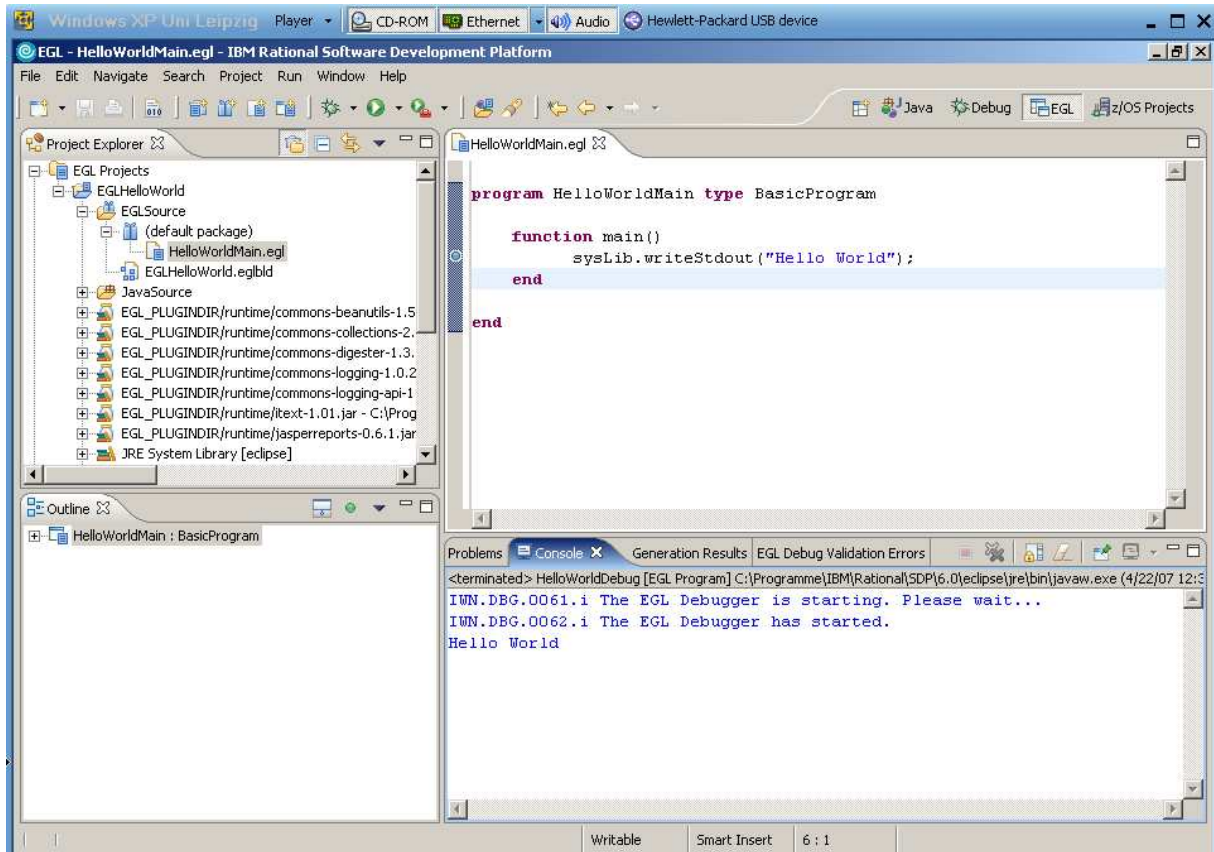 Windows XP Uni Leipzig Player CD-ROM Ethernet Audio Hewlett-Packard USB device
EGL - HelloWorldMain.egl - IBM Rational Software Development Platform
File Edit Navigate Search Project Run Window Help
Java Debug EGL z/OS Projects
Project Explorer
EGL Projects
EGLHelloWorld
EGLSource
(default package)
HelloWorldMain.egl
EGLHelloWorld.eglbld
JavaSource
EGL_PLUGINDIR/runtime/commons-beanutils-1.5
EGL_PLUGINDIR/runtime/commons-collections-2.
EGL_PLUGINDIR/runtime/commons-digester-1.3.
EGL_PLUGINDIR/runtime/commons-logging-1.0.2
EGL_PLUGINDIR/runtime/commons-logging-api-1
EGL_PLUGINDIR/runtime/itext-1.01.jar - C:\Prog
EGL_PLUGINDIR/runtime/jasperreports-0.6.1.jar
JRE System Library [eclipse]
Outline
HelloWorldMain : BasicProgram
HelloWorldMain.egl
program HelloWorldMain type BasicProgram
function main()
sysLib.writeStdout("Hello World");
end
end
Problems Console Generation Results EGL Debug Validation Errors
<terminated> HelloWorldDebug [EGL Program] C:\Programme\IBM\Rational\SDP\6.0\eclipse\jre\bin\javaw.exe (4/22/07 12:3
IWN.DBG.0061.i The EGL Debugger is starting. Please wait...
IWN.DBG.0062.i The EGL Debugger has started.
Hello World
Writable Smart Insert 6 : 1